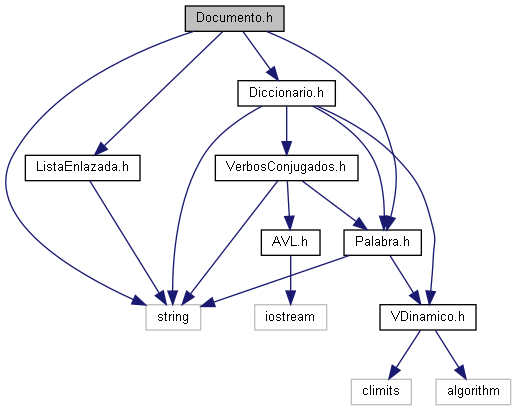 Documento.h
Diccionario.h
ListaEnlazada.h
VerbosConjugados.h
AVL.h
Palabra.h
string
iostream
VDinamico.h
climits
algorithm